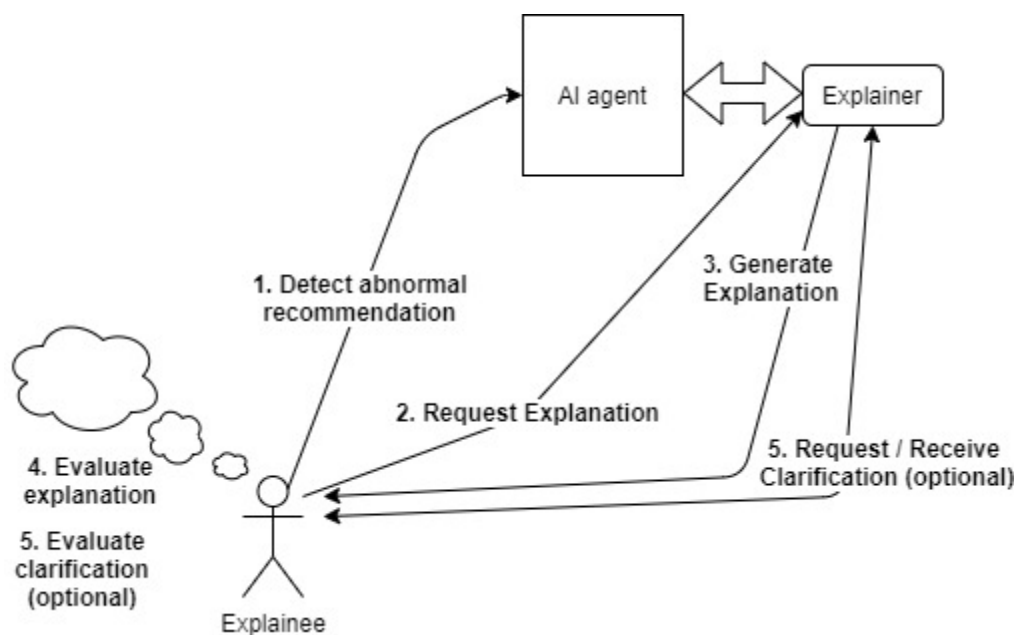 AI agent
Explainer
1. Detect abnormal
recommendation
3. Generate
Explanation
2. Request Explanation
4. Evaluate
explanation
5. Request / Receive
Clarification (optional)
5. Evaluate
clarification
(optional)
Explainee